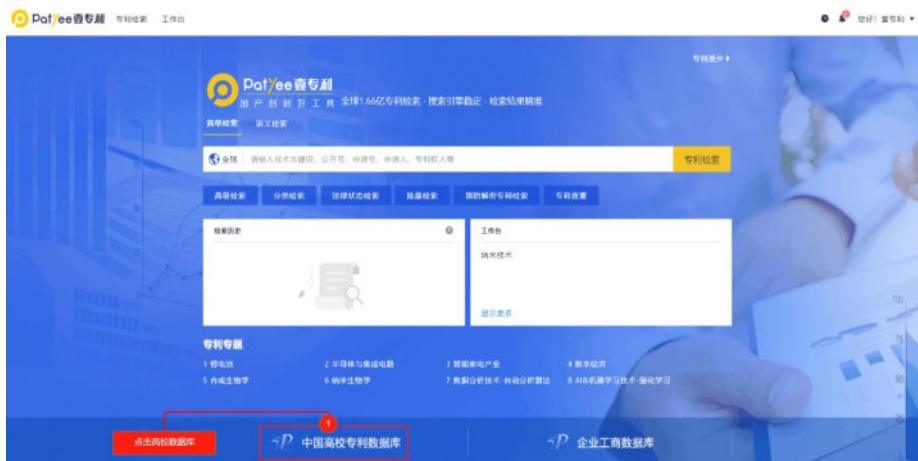 Patyee壹专利 专利检索 工作台
您好! 壹专利
专利报价
Patyee壹专利
国产创新好工具 全球1.66亿专利检索·搜索引擎稳定·检索结果精准
简单检索 语义检索
全球 请输入技术关键词、公开号、申请号、申请人、专利权人等 专利检索
高级检索 分类检索 法律状态检索 批量检索 国防解密专利检索 专利查重
检索历史 工作台
纳米技术
显示更多
专利专题
1 锂电池 2 半导体与集成电路 3 智能家电产业 4 数字经济
5 合成生物学 6 纳米生物学 7 数据分析技术-自动分析算法 8 AI&机器学习技术-强化学习
1
点击高校数据库 中国高校专利数据库 企业工商数据库